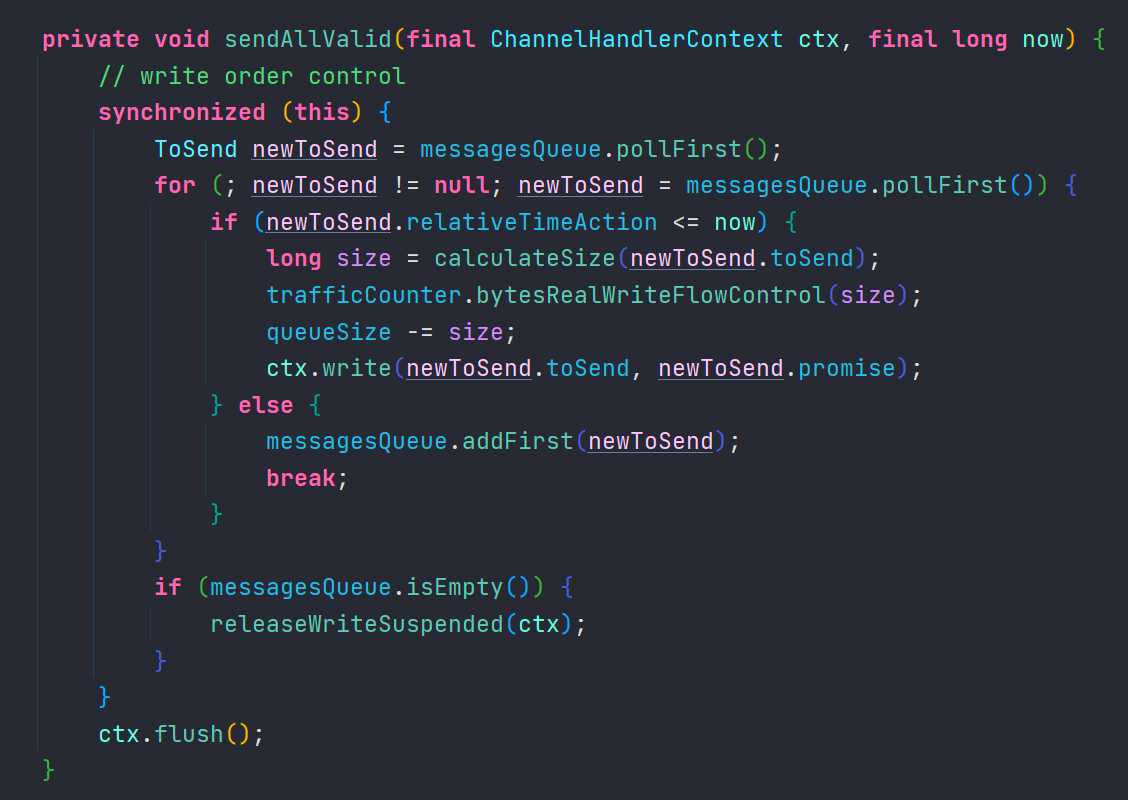 private void sendAllValid(final ChannelHandlerContext ctx, final long now) {
    // write order control
    synchronized (this) {
        ToSend newToSend = messagesQueue.pollFirst();
        for (; newToSend != null; newToSend = messagesQueue.pollFirst()) {
            if (newToSend.relativeTimeAction <= now) {
                long size = calculateSize(newToSend.toSend);
                trafficCounter.bytesRealWriteFlowControl(size);
                queueSize -= size;
                ctx.write(newToSend.toSend, newToSend.promise);
            } else {
                messagesQueue.addFirst(newToSend);
                break;
            }
        }
        if (messagesQueue.isEmpty()) {
            releaseWriteSuspended(ctx);
        }
    }
    ctx.flush();
}